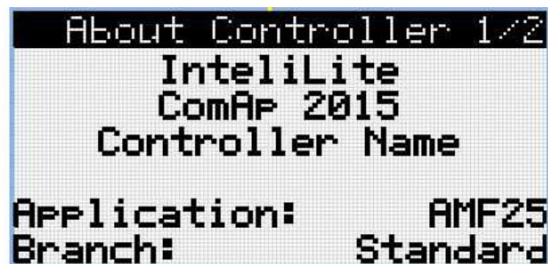 About Controller 1/2
InteliLite
ComAp 2015
Controller Name
Application: AMF25
Branch: Standard